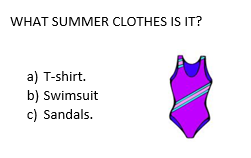 WHAT SUMMER CLOTHES IS IT?
a) T-shirt.
b) Swimsuit
c) Sandals.